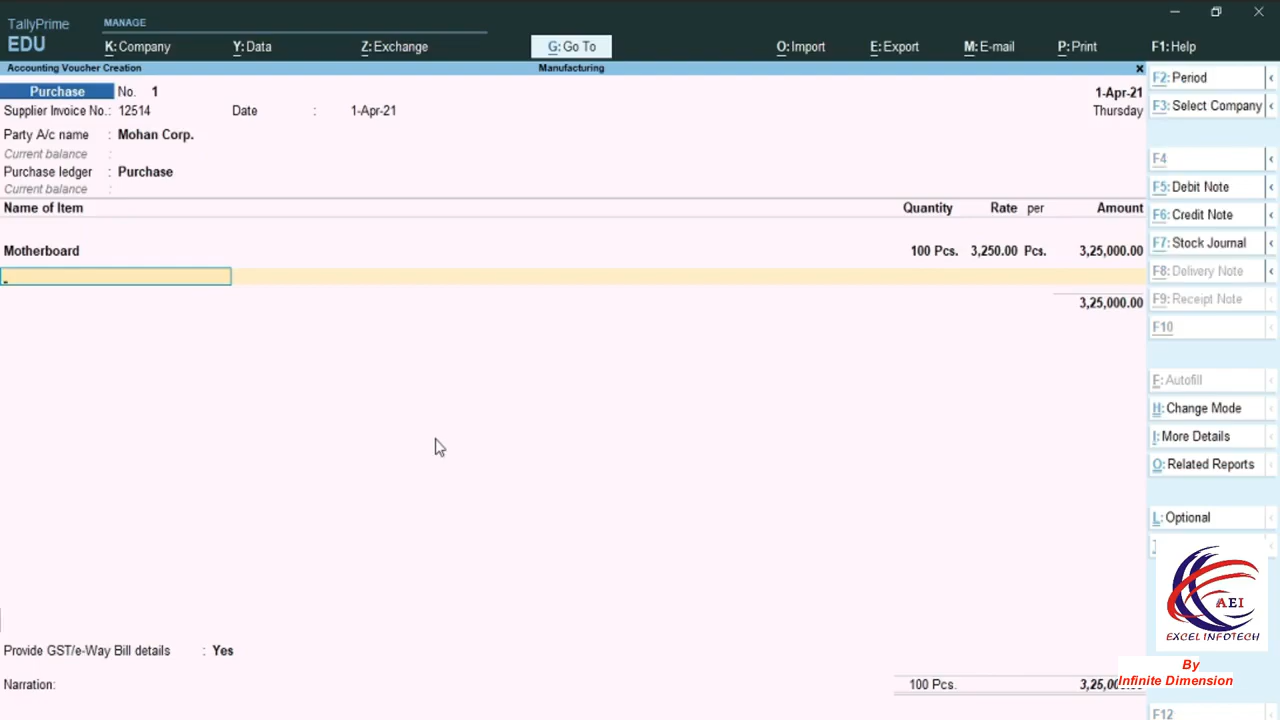 TallyPrime
EDU
MANAGE
K: Company
Y: Data
Z: Exchange
G: Go To
O: Import
E: Export
M: E-mail
P: Print
F1: Help
Accounting Voucher Creation
Manufacturing
Purchase No. 1
1-Apr-21
Supplier Invoice No.: 12514 Date : 1-Apr-21
Thursday
Party A/c name : Mohan Corp.
Current balance :
Purchase ledger : Purchase
Current balance :
Name of Item Quantity Rate per Amount
Motherboard 100 Pcs. 3,250.00 Pcs. 3,25,000.00
3,25,000.00
Provide GST/e-Way Bill details : Yes
Narration: 100 Pcs.
F2: Period
F3: Select Company
F4
F5: Debit Note
F6: Credit Note
F7: Stock Journal
F8: Delivery Note
F9: Receipt Note
F10
F: Autofill
H: Change Mode
I: More Details
O: Related Reports
L: Optional
AEI
EXCEL INFOTECH
By
Infinite Dimension
F12